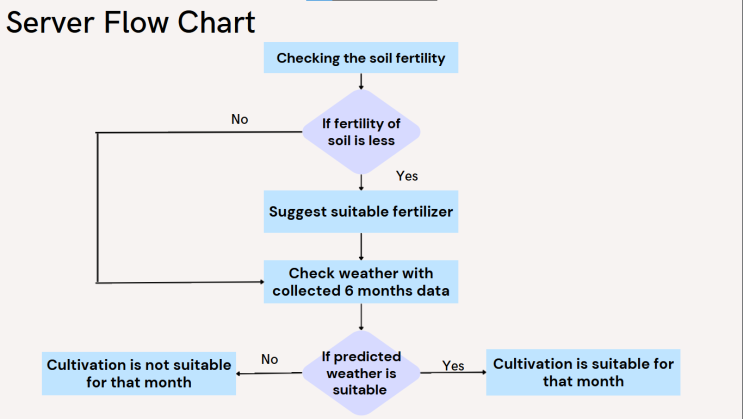 Server Flow Chart
Checking the soil fertility
No
If fertility of
soil is less
Yes
Suggest suitable fertilizer
Check weather with
collected 6 months data
Cultivation is not suitable
for that month
No
If predicted
weather is
suitable
Yes
Cultivation is suitable for
that month